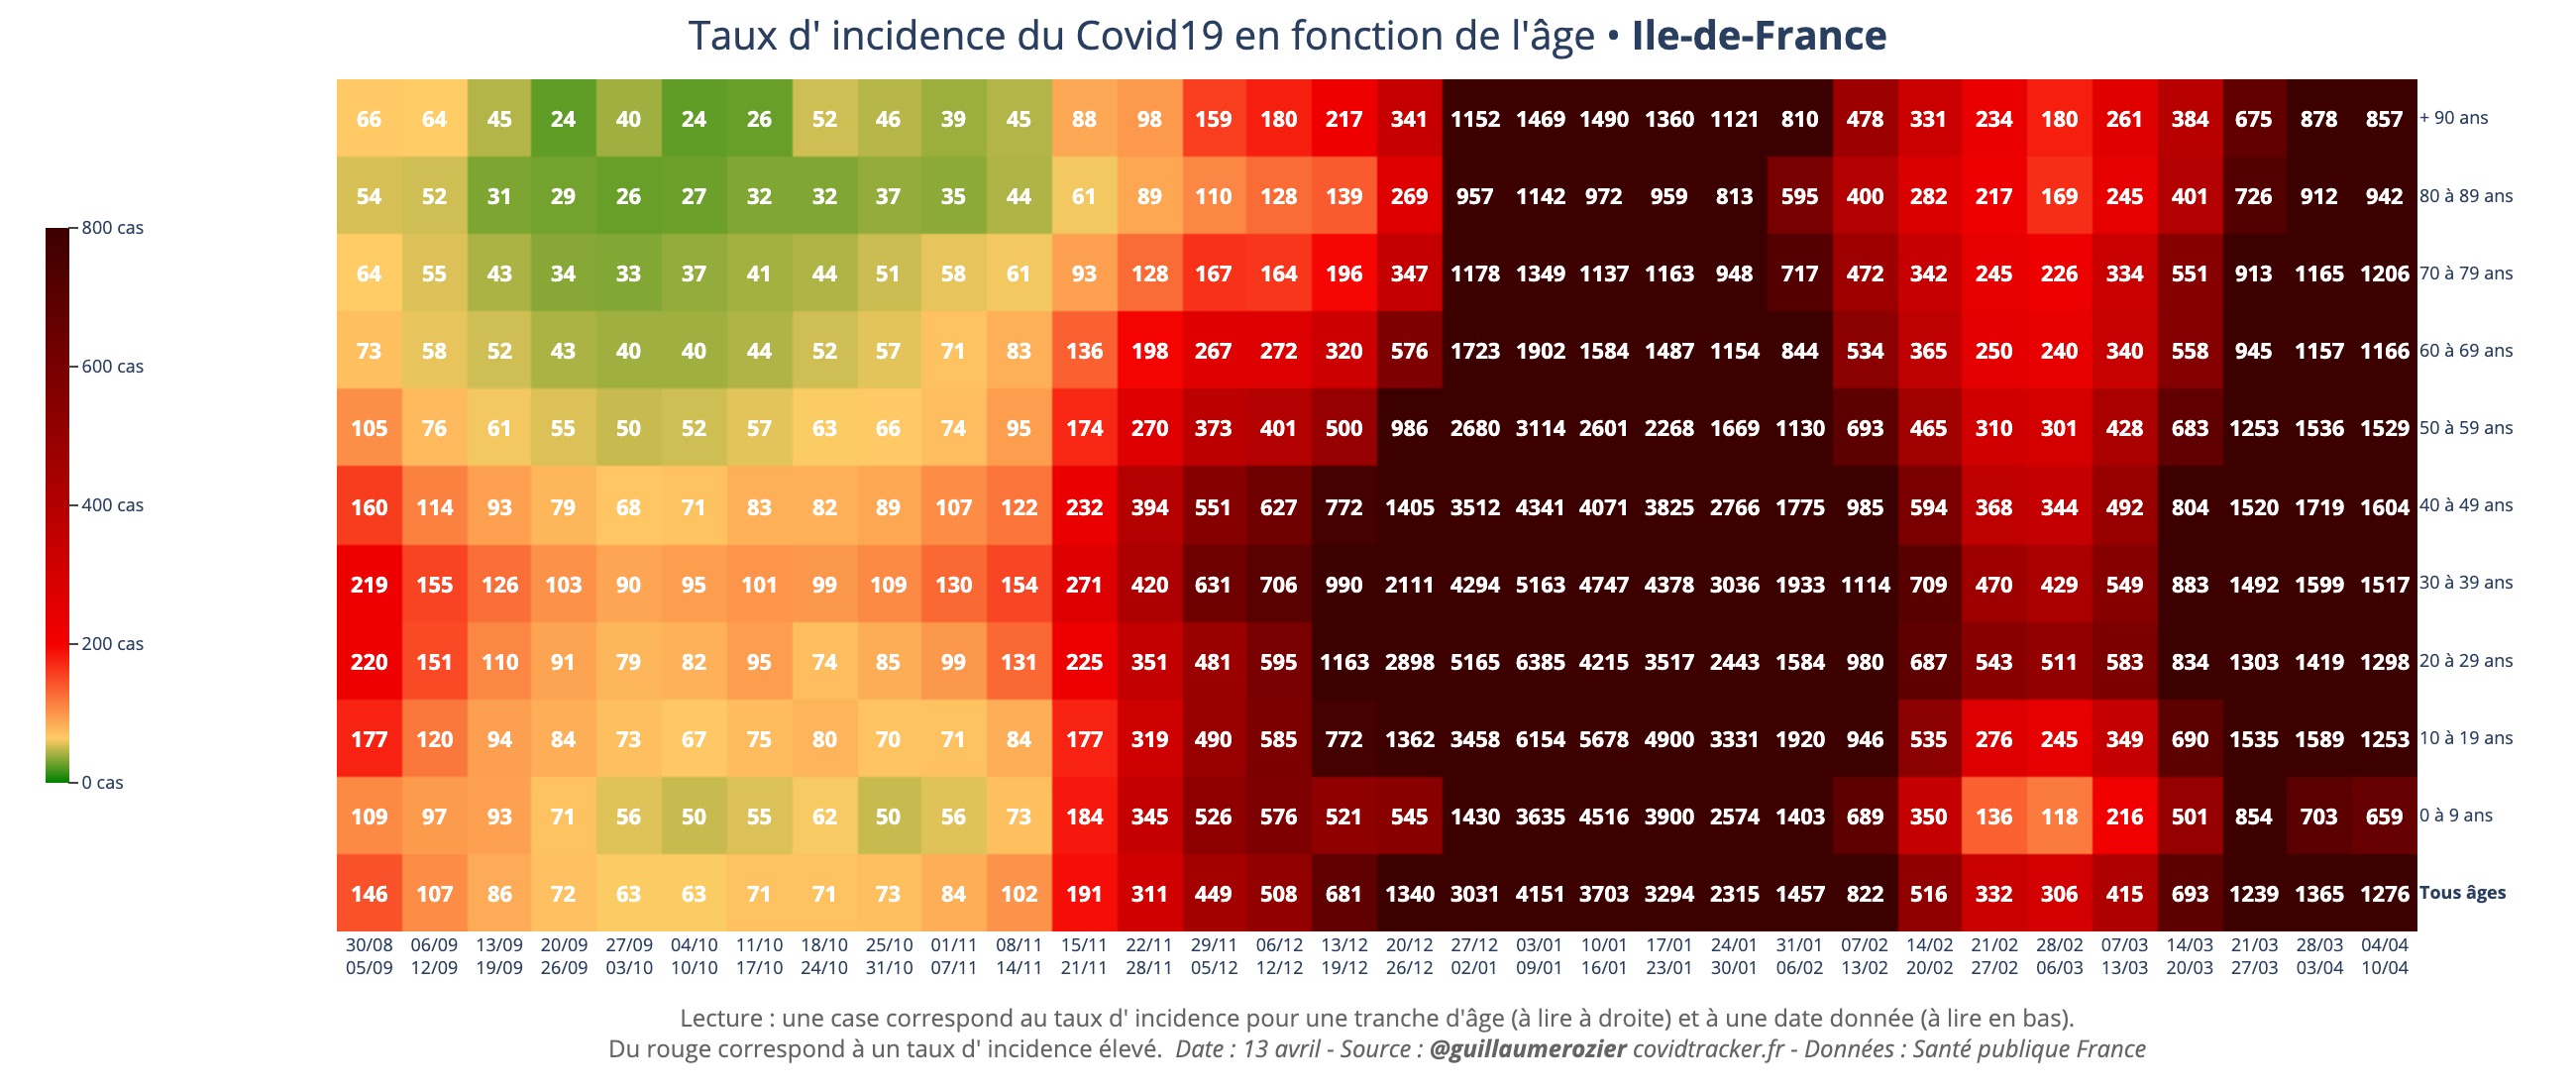 Taux d' incidence du Covid19 en fonction de l'âge • Ile-de-France
800 cas
600 cas
400 cas
200 cas
0 cas
66 64 45 24 40 24 26 52 46 39 45 88 98 159 180 217 341 1152 1469 1490 1360 1121 810 478 331 234 180 261 384 675 878 857 + 90 ans
54 52 31 29 26 27 32 32 37 35 44 61 89 110 128 139 269 957 1142 972 959 813 595 400 282 217 169 245 401 726 912 942 80 à 89 ans
64 55 43 34 33 37 41 44 51 58 61 93 128 167 164 196 347 1178 1349 1137 1163 948 717 472 342 245 226 334 551 913 1165 1206 70 à 79 ans
73 58 52 43 40 40 44 52 57 71 83 136 198 267 272 320 576 1723 1902 1584 1487 1154 844 534 365 250 240 340 558 945 1157 1166 60 à 69 ans
105 76 61 55 50 52 57 63 66 74 95 174 270 373 401 500 986 2680 3114 2601 2268 1669 1130 693 465 310 301 428 683 1253 1536 1529 50 à 59 ans
160 114 93 79 68 71 83 82 89 107 122 232 394 551 627 772 1405 3512 4341 4071 3825 2766 1775 985 594 368 344 492 804 1520 1719 1604 40 à 49 ans
219 155 126 103 90 95 101 99 109 130 154 271 420 631 706 990 2111 4294 5163 4747 4378 3036 1933 1114 709 470 429 549 883 1492 1599 1517 30 à 39 ans
220 151 110 91 79 82 95 74 85 99 131 225 351 481 595 1163 2898 5165 6385 4215 3517 2443 1584 980 687 543 511 583 834 1303 1419 1298 20 à 29 ans
177 120 94 84 73 67 75 80 70 71 84 177 319 490 585 772 1362 3458 6154 5678 4900 3331 1920 946 535 276 245 349 690 1535 1589 1253 10 à 19 ans
109 97 93 71 56 50 55 62 50 56 73 184 345 526 576 521 545 1430 3635 4516 3900 2574 1403 689 350 136 118 216 501 854 703 659 0 à 9 ans
146 107 86 72 63 63 71 71 73 84 102 191 311 449 508 681 1340 3031 4151 3703 3294 2315 1457 822 516 332 306 415 693 1239 1365 1276 Tous âges
30/08 06/09 13/09 20/09 27/09 04/10 11/10 18/10 25/10 01/11 08/11 15/11 22/11 29/11 06/12 13/12 20/12 27/12 03/01 10/01 17/01 24/01 31/01 07/02 14/02 21/02 28/02 07/03 14/03 21/03 28/03 04/04
05/09 12/09 19/09 26/09 03/10 10/10 17/10 24/10 31/10 07/11 14/11 21/11 28/11 05/12 12/12 19/12 26/12 02/01 09/01 16/01 23/01 30/01 06/02 13/02 20/02 27/02 06/03 13/03 20/03 27/03 03/04 10/04
Lecture : une case correspond au taux d' incidence pour une tranche d'âge (à lire à droite) et à une date donnée (à lire en bas).
Du rouge correspond à un taux d' incidence élevé. Date : 13 avril - Source : @guillaumerozier covidtracker.fr - Données : Santé publique France